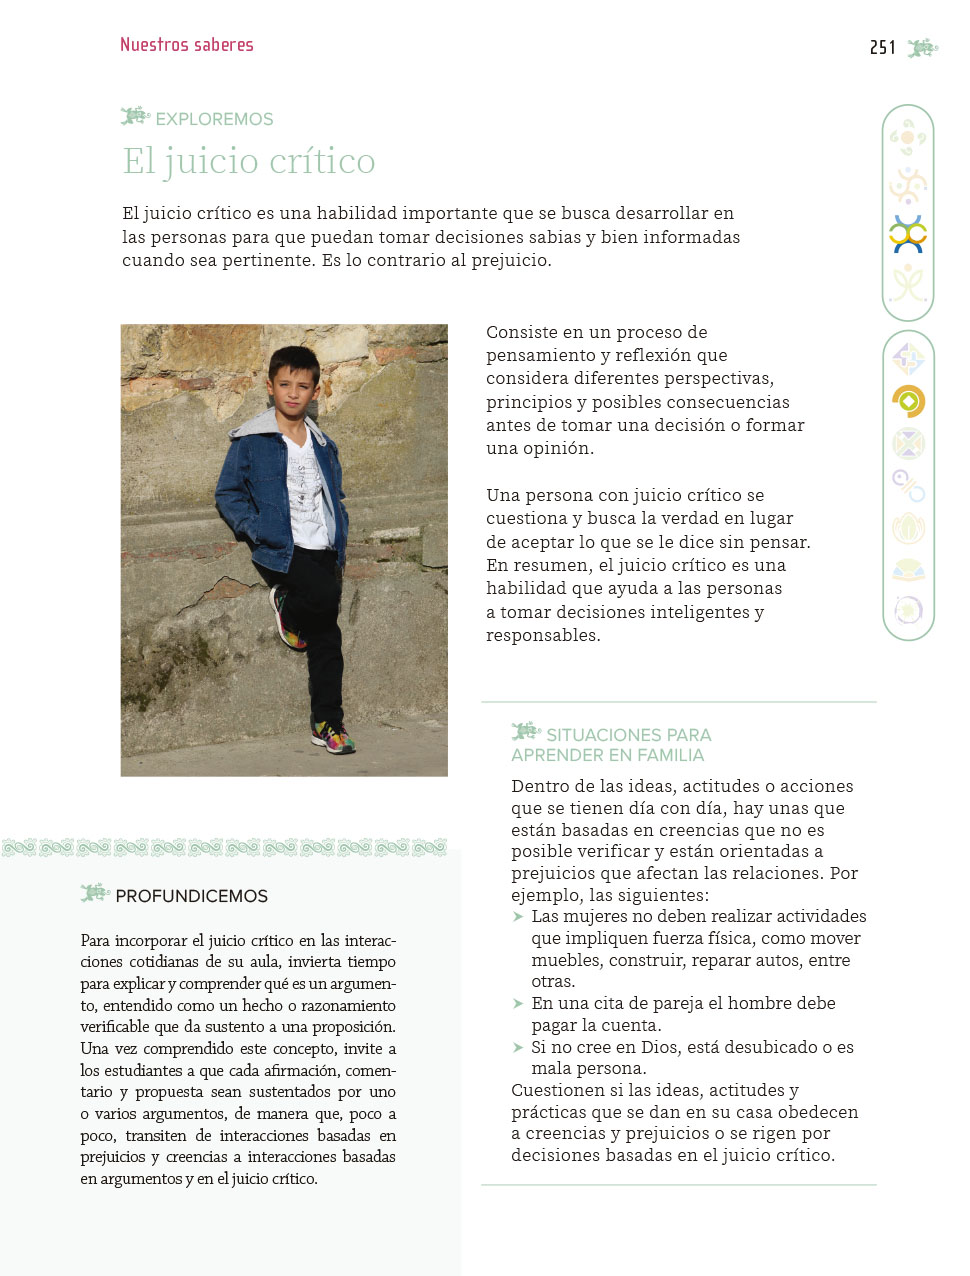 Nuestros saberes
251
EXPLOREMOS
El juicio crítico
El juicio crítico es una habilidad importante que se busca desarrollar en
las personas para que puedan tomar decisiones sabias y bien informadas
cuando sea pertinente. Es lo contrario al prejuicio.
Consiste en un proceso de
pensamiento y reflexión que
considera diferentes perspectivas,
principios y posibles consecuencias
antes de tomar una decisión o formar
una opinión.
Una persona con juicio crítico se
cuestiona y busca la verdad en lugar
de aceptar lo que se le dice sin pensar.
En resumen, el juicio crítico es una
habilidad que ayuda a las personas
a tomar decisiones inteligentes y
responsables.
SITUACIONES PARA
APRENDER EN FAMILIA
Dentro de las ideas, actitudes o acciones
que se tienen día con día, hay unas que
están basadas en creencias que no es
posible verificar y están orientadas a
prejuicios que afectan las relaciones. Por
ejemplo, las siguientes:
➤ Las mujeres no deben realizar actividades
que impliquen fuerza física, como mover
muebles, construir, reparar autos, entre
otras.
➤ En una cita de pareja el hombre debe
pagar la cuenta.
➤ Si no cree en Dios, está desubicado o es
mala persona.
Cuestionen si las ideas, actitudes y
prácticas que se dan en su casa obedecen
a creencias y prejuicios o se rigen por
decisiones basadas en el juicio crítico.
PROFUNDICEMOS
Para incorporar el juicio crítico en las interac-
ciones cotidianas de su aula, invierta tiempo
para explicar y comprender qué es un argumen-
to, entendido como un hecho o razonamiento
verificable que da sustento a una proposición.
Una vez comprendido este concepto, invite a
los estudiantes a que cada afirmación, comen-
tario y propuesta sean sustentados por uno
o varios argumentos, de manera que, poco a
poco, transiten de interacciones basadas en
prejuicios y creencias a interacciones basadas
en argumentos y en el juicio crítico.